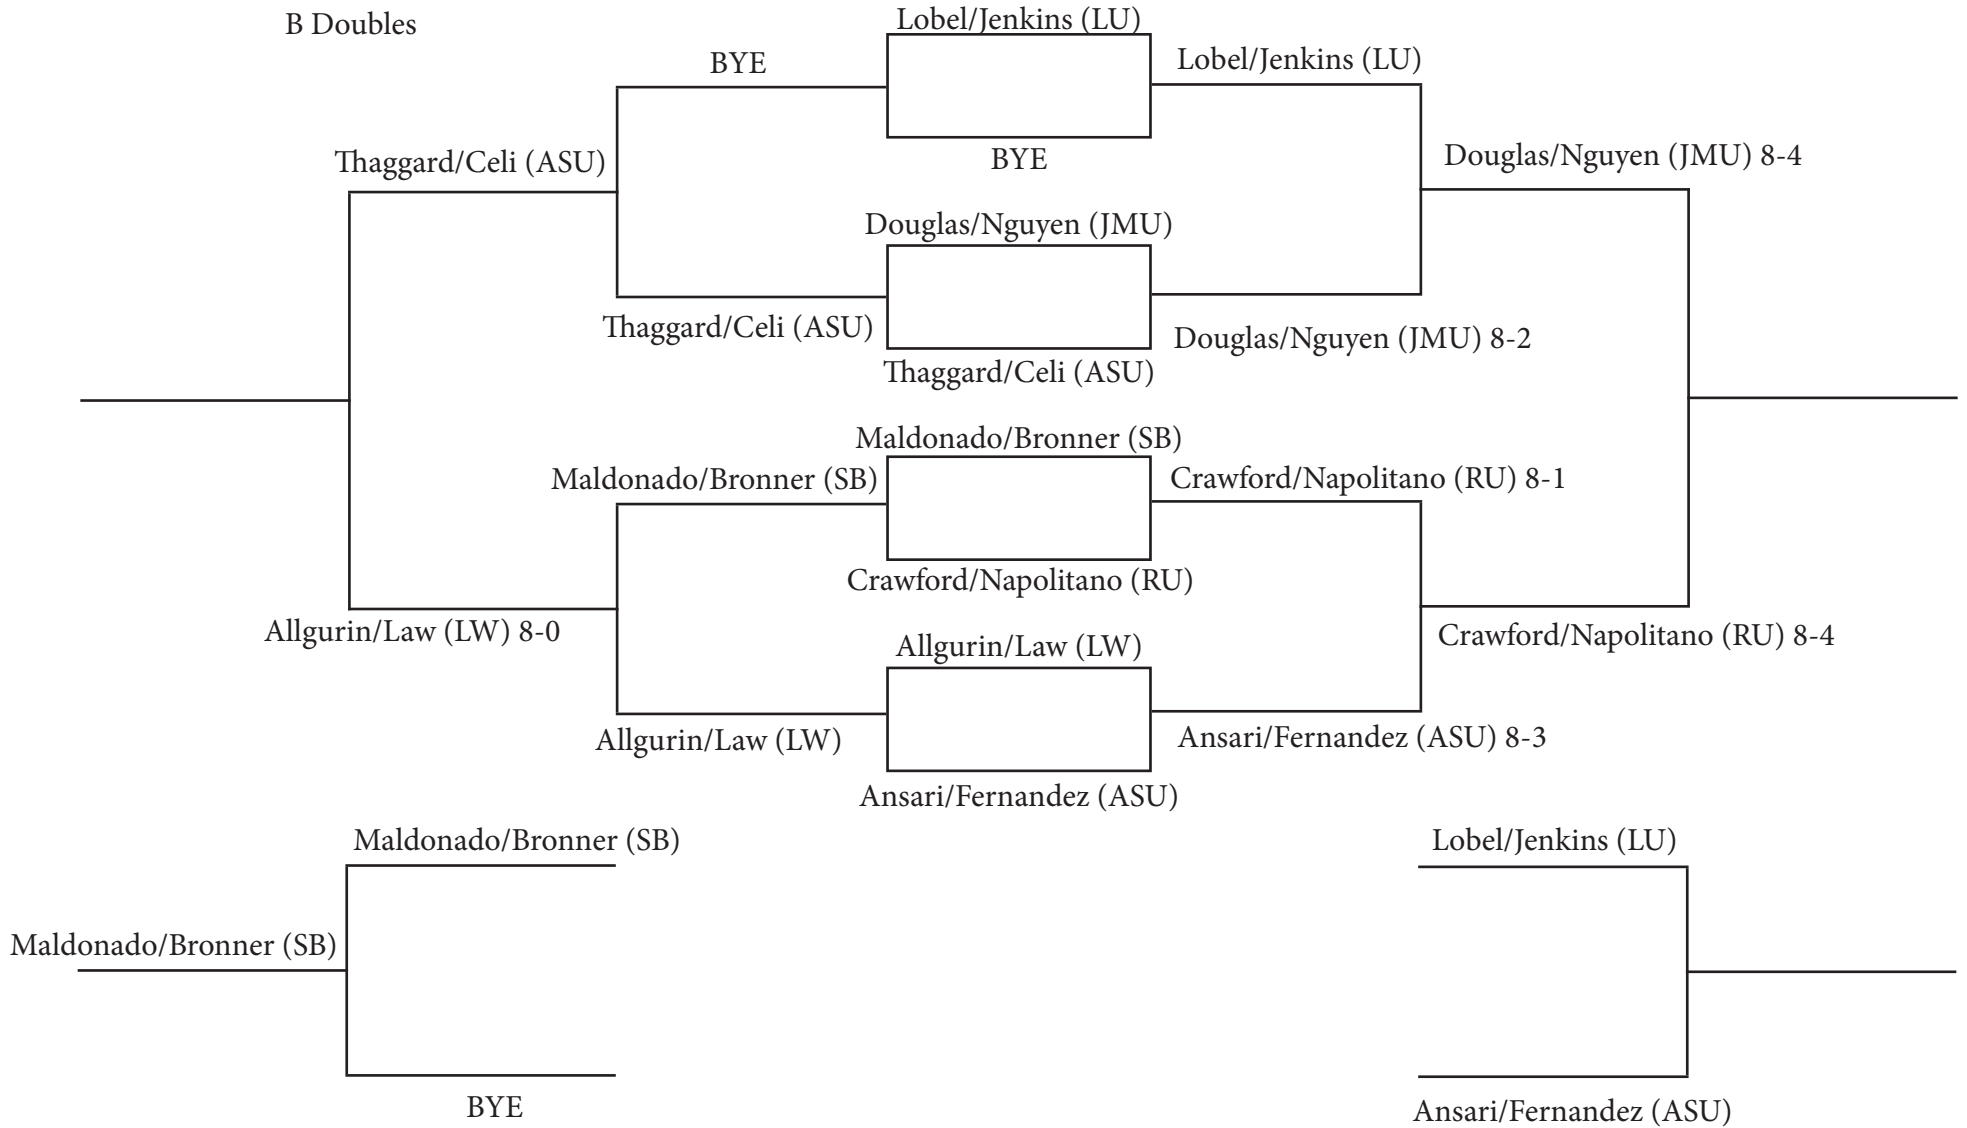 B Doubles
Lobel/Jenkins (LU)
BYE
Lobel/Jenkins (LU)
BYE
Thaggard/Celi (ASU)
Douglas/Nguyen (JMU) 8-4
Douglas/Nguyen (JMU)
Thaggard/Celi (ASU)
Douglas/Nguyen (JMU) 8-2
Thaggard/Celi (ASU)
Maldonado/Bronner (SB)
Maldonado/Bronner (SB)
Crawford/Napolitano (RU) 8-1
Crawford/Napolitano (RU)
Allgurin/Law (LW) 8-0
Allgurin/Law (LW)
Crawford/Napolitano (RU) 8-4
Allgurin/Law (LW)
Ansari/Fernandez (ASU) 8-3
Ansari/Fernandez (ASU)
Maldonado/Bronner (SB)
Lobel/Jenkins (LU)
Maldonado/Bronner (SB)
BYE
Ansari/Fernandez (ASU)